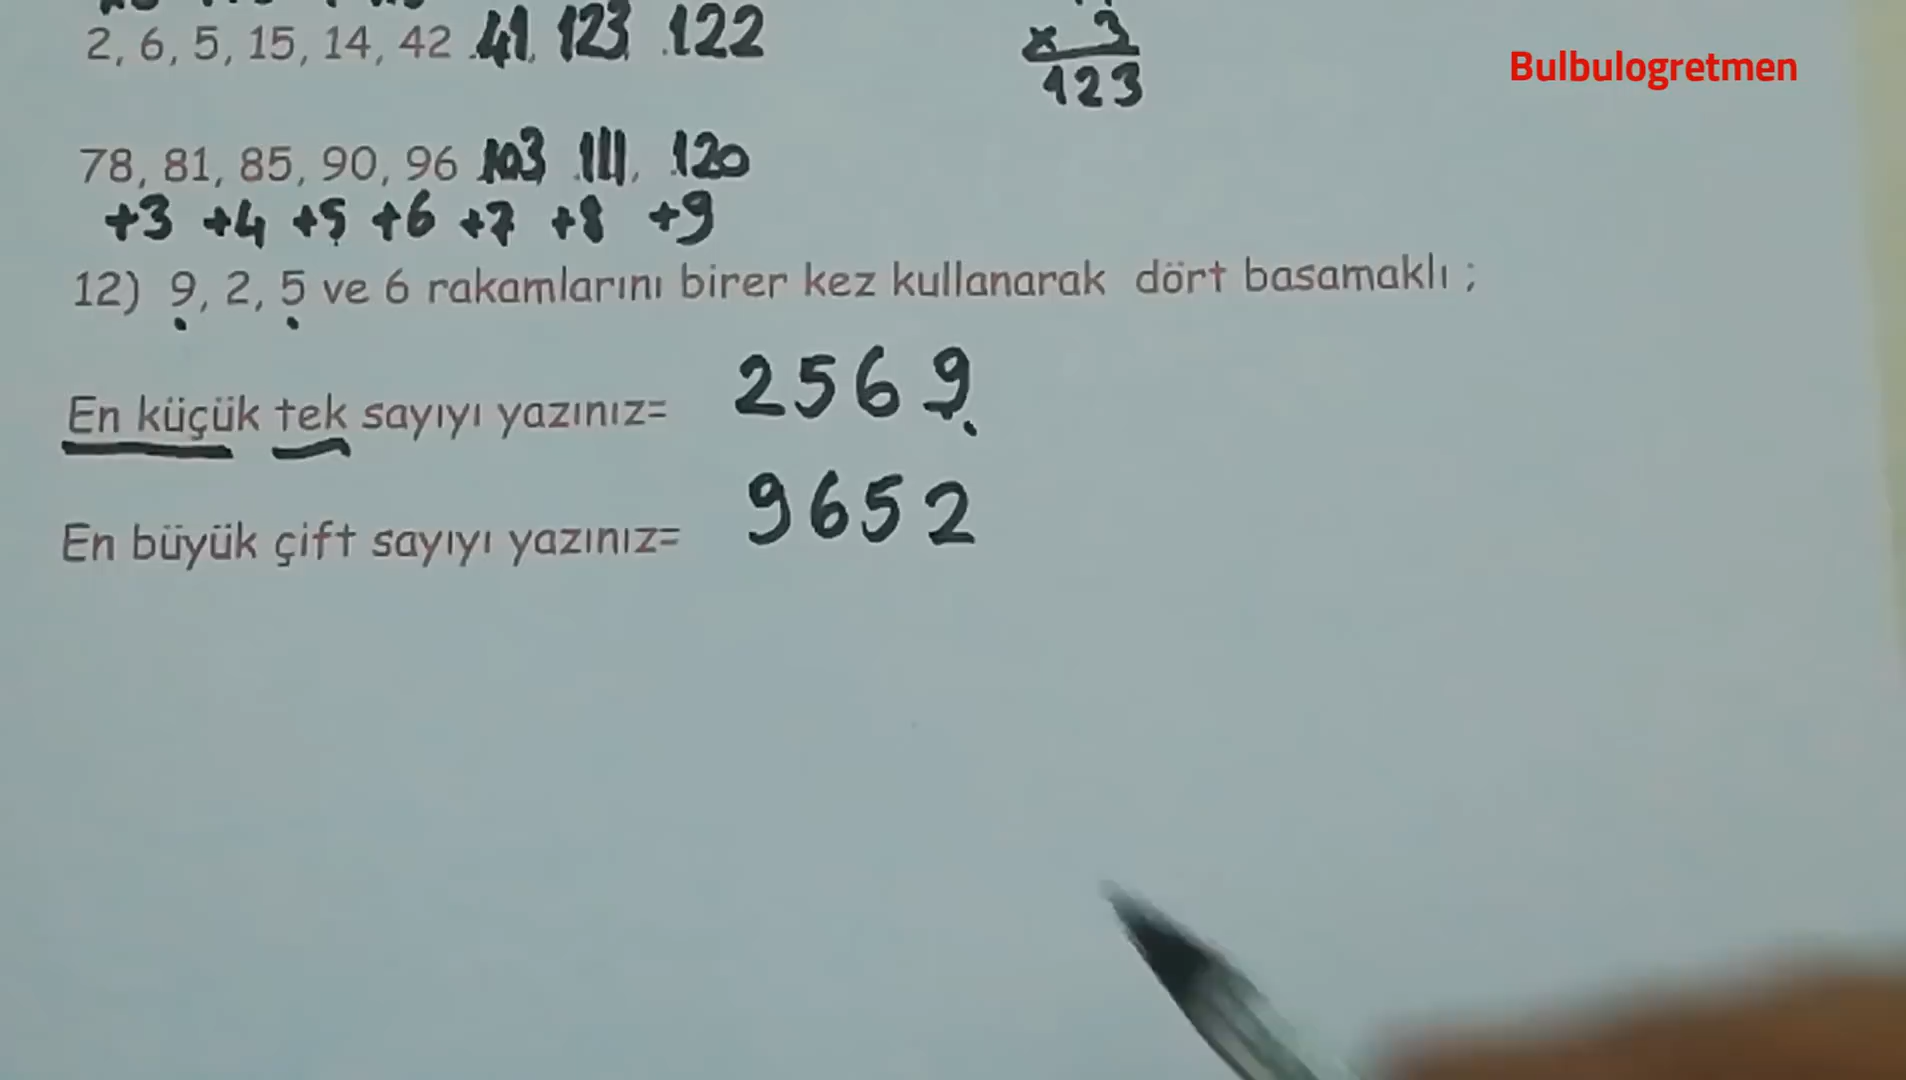 2, 6, 5, 15, 14, 42 41, 123 122
x 3
123
Bulbulogretmen
78, 81, 85, 90, 96 103 111, 120
+3 +4 +5 +6 +7 +8 +9
12) 9, 2, 5 ve 6 rakamlarını birer kez kullanarak dört basamaklı ;
En küçük tek sayıyı yazınız= 2569
En büyük çift sayıyı yazınız= 9652